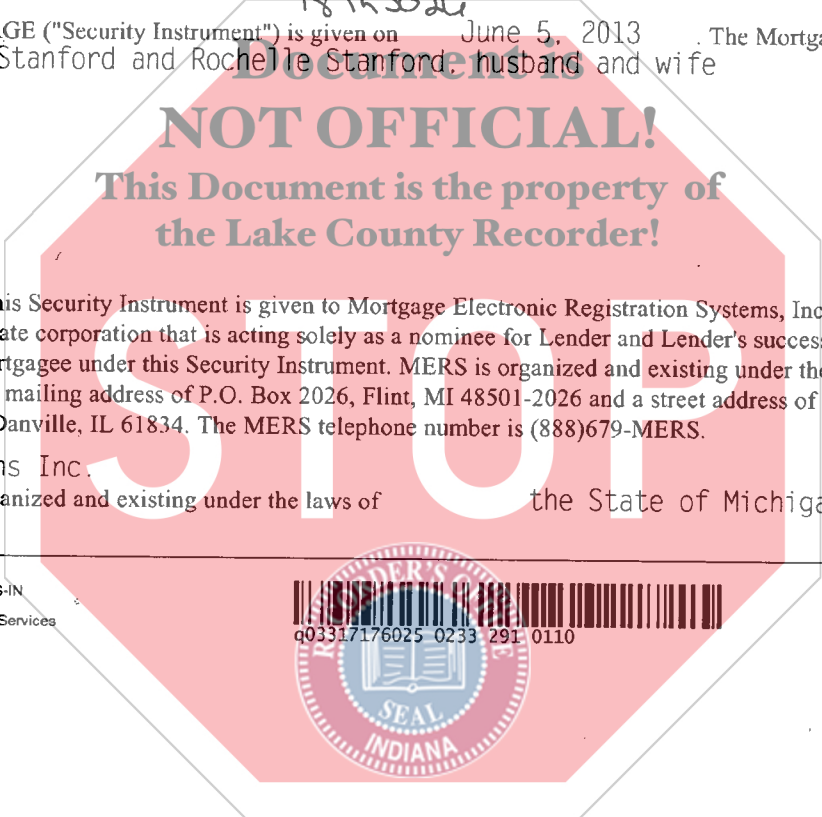 GE ("Security Instrument") is given on June 5, 2013 . The Mortga
Stanford and Rochelle Stanford, husband and wife
Document is
NOT OFFICIAL!
This Document is the property of
the Lake County Recorder!
is Security Instrument is given to Mortgage Electronic Registration Systems, Inc
ate corporation that is acting solely as a nominee for Lender and Lender's success
rtgagee under this Security Instrument. MERS is organized and existing under the
mailing address of P.O. Box 2026, Flint, MI 48501-2026 and a street address of
Danville, IL 61834. The MERS telephone number is (888)679-MERS.
ns Inc.
anized and existing under the laws of the State of Michiga
STOP
-IN
Services
q03317176025 0233 291 0110
RECORDER'S OFFICE
SEAL
INDIANA